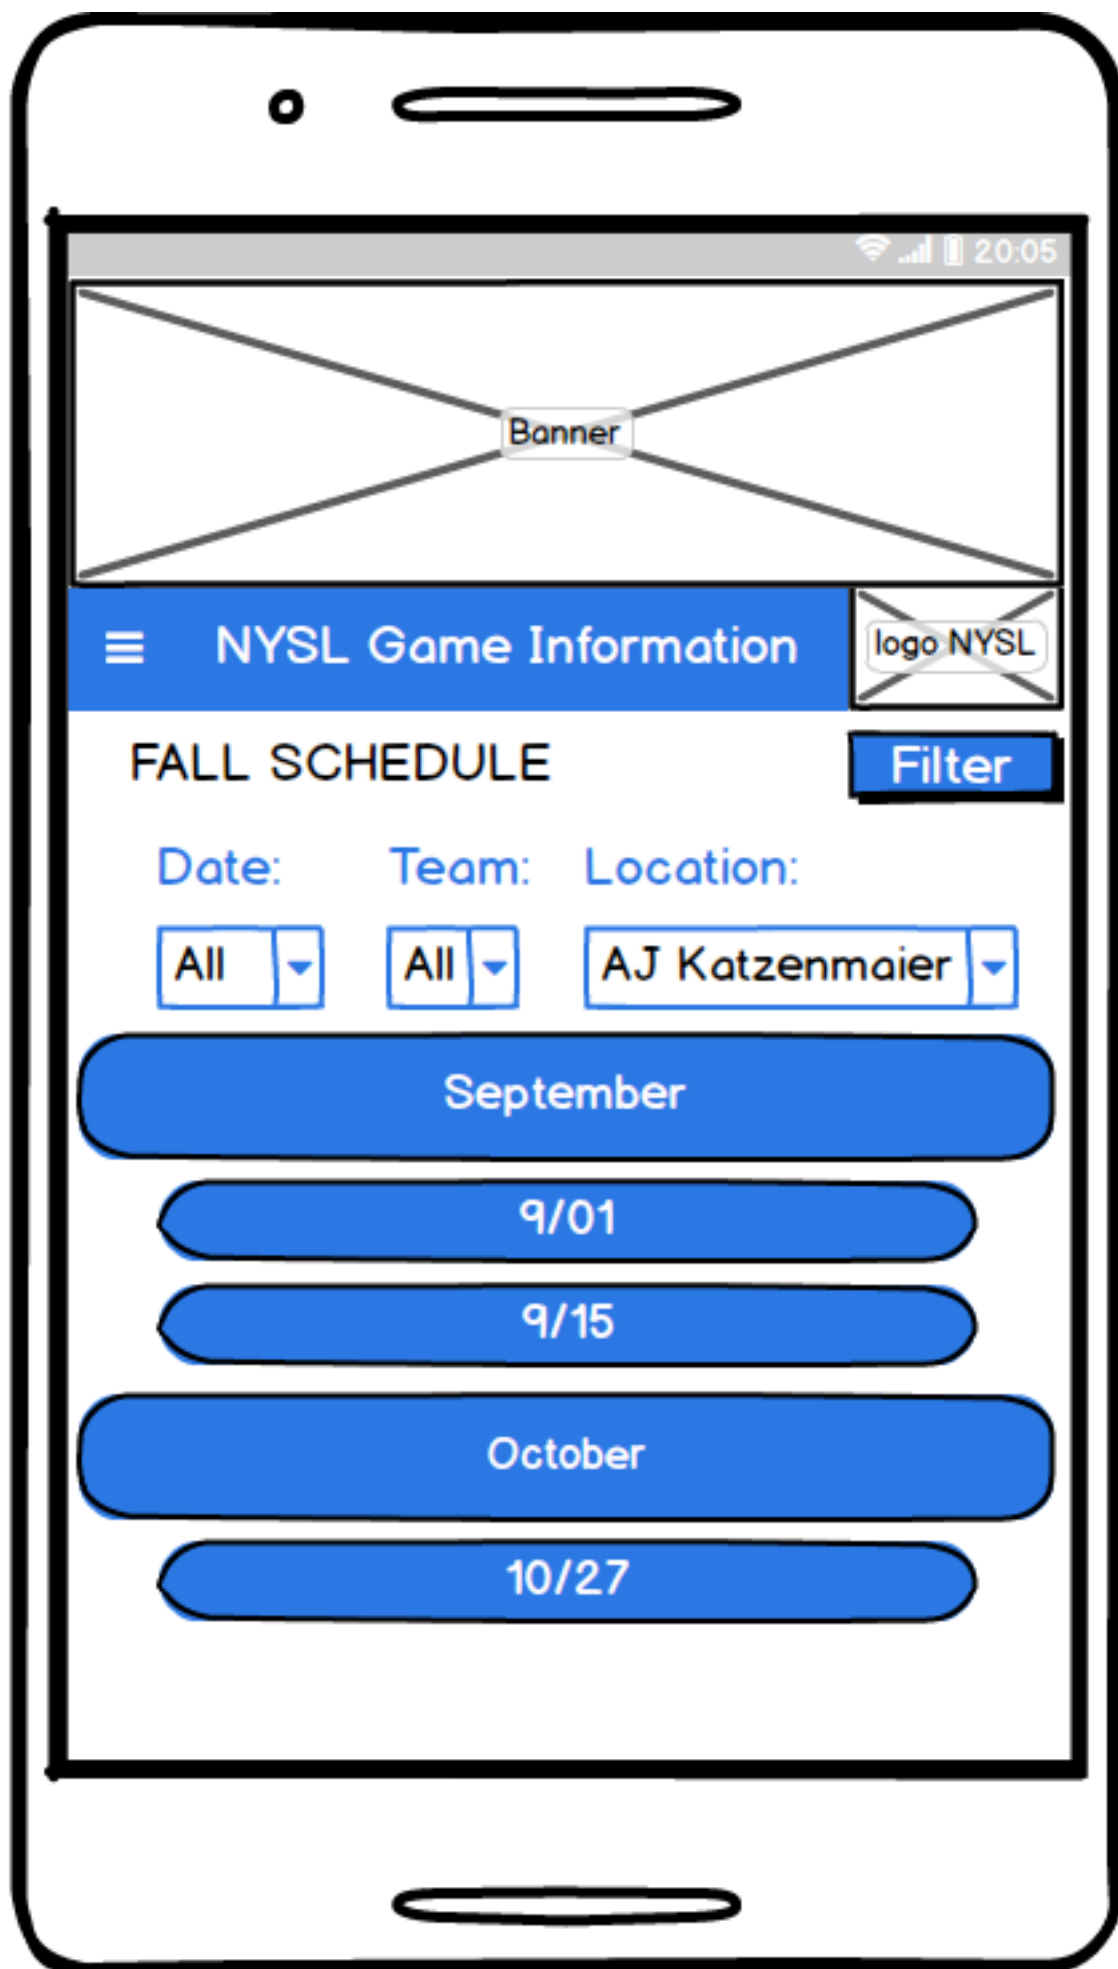 20:05
Banner
NYSL Game Information
logo NYSL
FALL SCHEDULE
Filter
Date: Team: Location:
All All AJ Katzenmaier
September
9/01
9/15
October
10/27